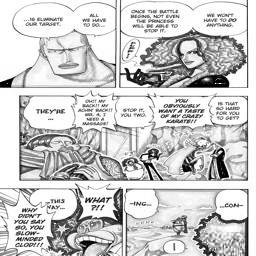 WE WON'T
HAVE TO DO
ANYTHING.
ONCE THE BATTLE
BEGINS, NOT EVEN
THE PRINCESS
WILL BE ABLE TO
STOP IT.
ALL
WE HAVE
TO DO...
...IS ELIMINATE
OUR TARGET.
IS THAT
SO HARD
FOR YOU
TO GET?
YOU
OBVIOUSLY
WANT A TASTE
OF MY CRAZY
KARATE!!
STOP IT,
YOU TWO.
OH!! MY
BACK!! MY
ACHIN' BACK!!
MR. 4, I
NEED A
MASSAGE!
THEY'RE...
...COM–
–ING...
WHAT
?!!
...THIS
WAY...
WHY
DIDN'T
YOU SAY
SO, YOU
SLOW-
MINDED
CLOD!!!